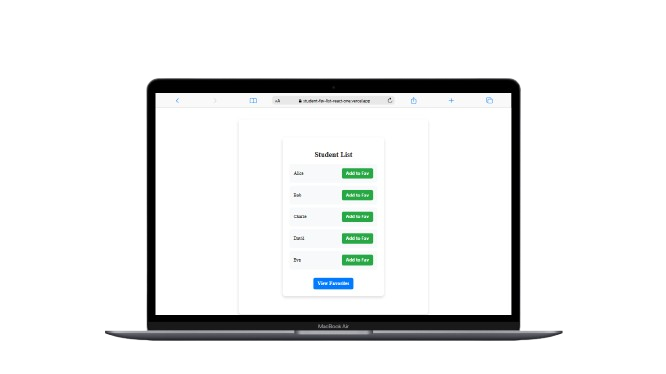 AA student-fav-list-react-one.vercel.app
Student List
Alice Add to Fav
Bob Add to Fav
Charlie Add to Fav
David Add to Fav
Eve Add to Fav
View Favorites
MacBook Air